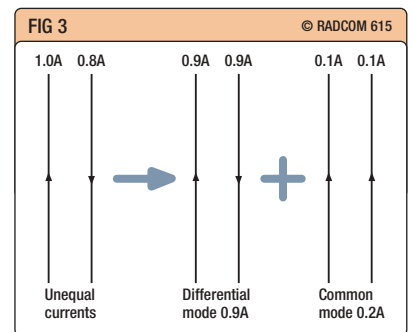 FIG 3 © RADCOM 615
1.0A 0.8A 0.9A 0.9A 0.1A 0.1A
Unequal Differential Common
currents mode 0.9A mode 0.2A